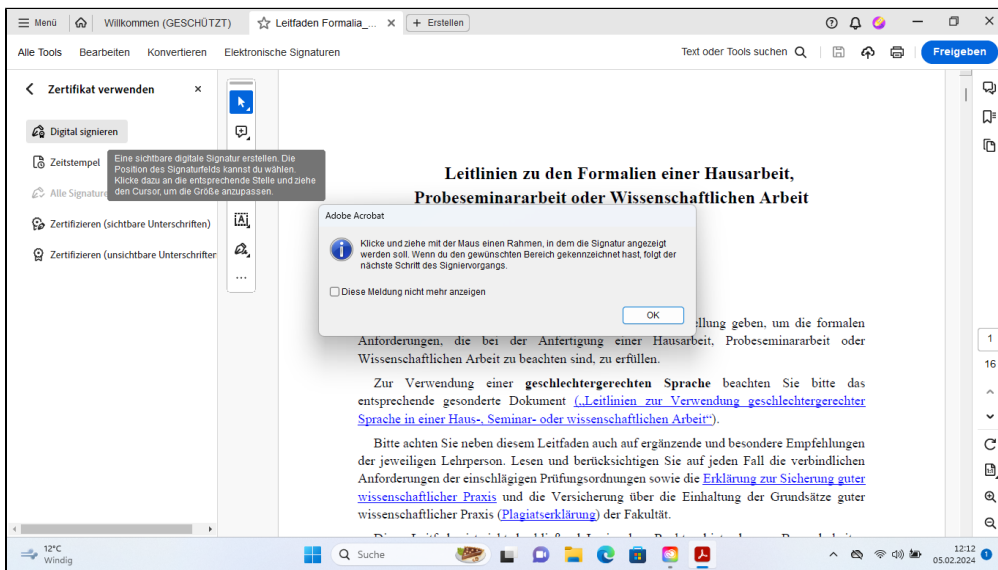 Menü
Willkommen (GESCHÜTZT)
Leitfaden Formalia_...
+ Erstellen
Alle Tools Bearbeiten Konvertieren Elektronische Signaturen
Text oder Tools suchen
Freigeben
Zertifikat verwenden
Digital signieren
Zeitstempel
Alle Signature
Zertifizieren (sichtbare Unterschriften)
Zertifizieren (unsichtbare Unterschrifter
Eine sichtbare digitale Signatur erstellen. Die
Position des Signaturfelds kannst du wählen.
Klicke dazu an die entsprechende Stelle und ziehe
den Cursor, um die Größe anzupassen.
Leitlinien zu den Formalien einer Hausarbeit,
Probeseminararbeit oder Wissenschaftlichen Arbeit
Adobe Acrobat
Klicke und ziehe mit der Maus einen Rahmen, in dem die Signatur angezeigt
werden soll. Wenn du den gewünschten Bereich gekennzeichnet hast, folgt der
nächste Schritt des Signiervorgangs.
Diese Meldung nicht mehr anzeigen
OK
llung geben, um die formalen
Anforderungen, die bei der Anfertigung einer Hausarbeit, Probeseminararbeit oder
Wissenschaftlichen Arbeit zu beachten sind, zu erfüllen.
Zur Verwendung einer geschlechtergerechten Sprache beachten Sie bitte das
entsprechende gesonderte Dokument („Leitlinien zur Verwendung geschlechtergerechter
Sprache in einer Haus-, Seminar- oder wissenschaftlichen Arbeit“).
Bitte achten Sie neben diesem Leitfaden auch auf ergänzende und besondere Empfehlungen
der jeweiligen Lehrperson. Lesen und berücksichtigen Sie auf jeden Fall die verbindlichen
Anforderungen der einschlägigen Prüfungsordnungen sowie die Erklärung zur Sicherung guter
wissenschaftlicher Praxis und die Versicherung über die Einhaltung der Grundsätze guter
wissenschaftlicher Praxis (Plagiatserklärung) der Fakultät.
1
16
12°C
Windig
Suche
12:12
05.02.2024
1